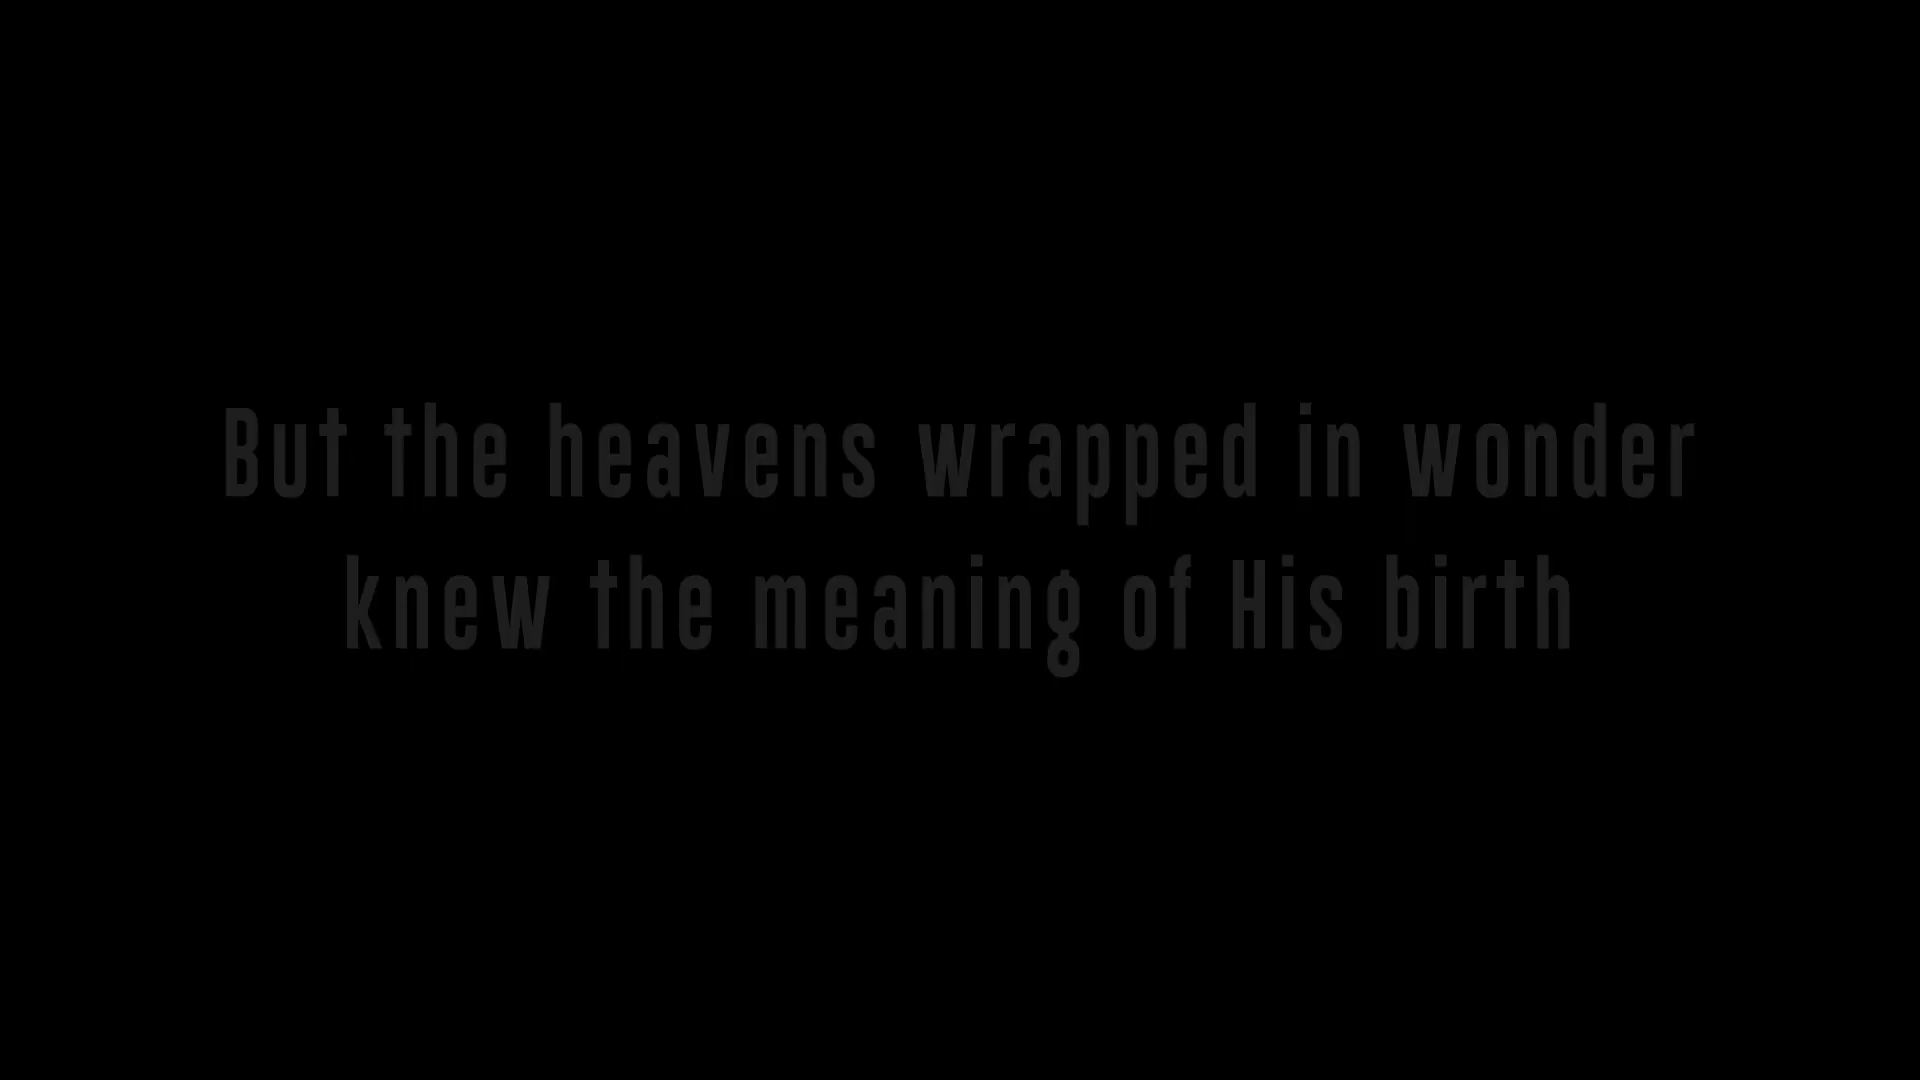 But the heavens wrapped in wonder
knew the meaning of His birth